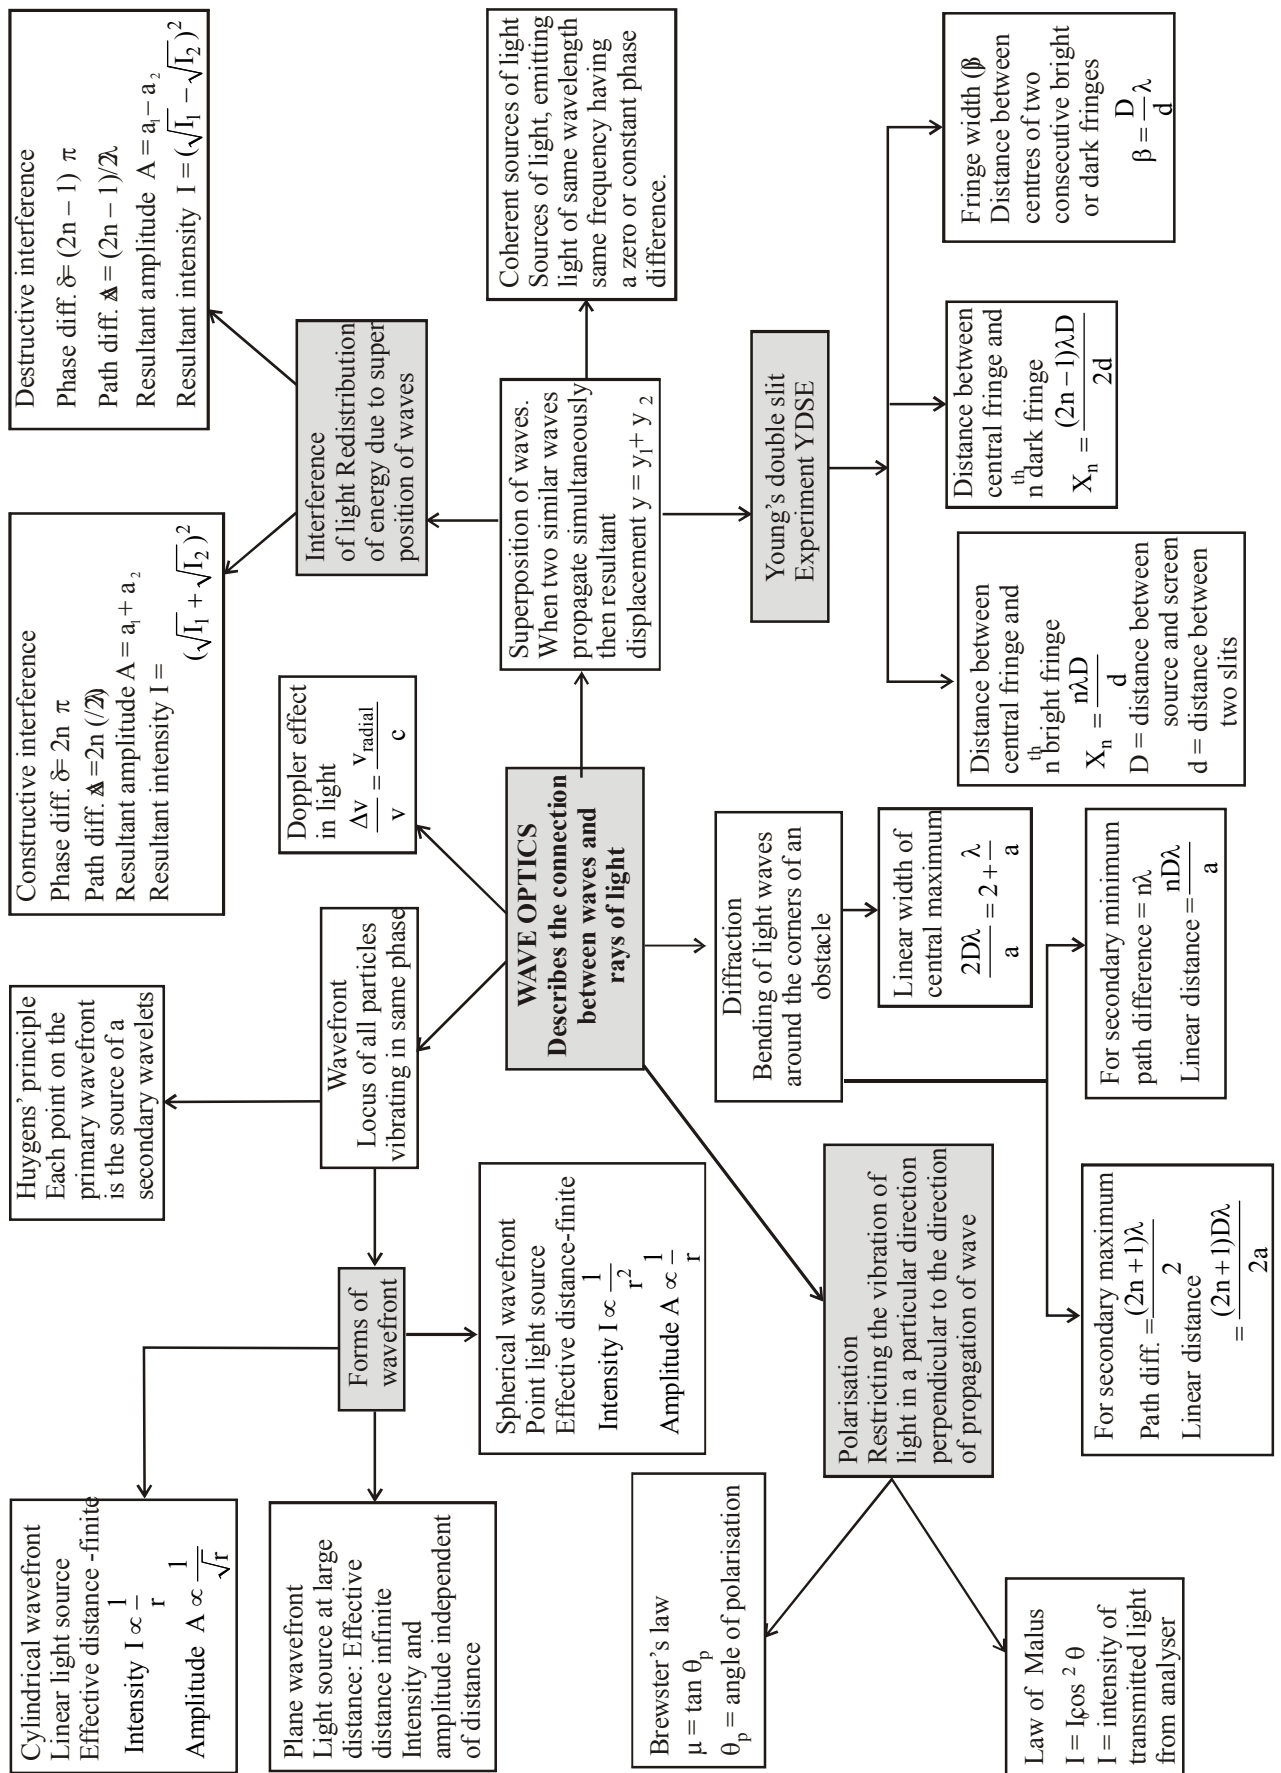 Cylindrical wavefront
Linear light source
Effective distance -finite
Intensity I ∝ 1/r
Amplitude A ∝ 1/√r
Huygens' principle
Each point on the
primary wavefront
is the source of a
secondary wavelets
Constructive interference
Phase diff. δ= 2n π
Path diff. Δ=2n (λ/2)
Resultant amplitude A = a₁+ a₂
Resultant intensity I =
(√I₁ + √I₂)²
Destructive interference
Phase diff. δ= (2n – 1) π
Path diff. Δ = (2n – 1)λ/2
Resultant amplitude A = a₁– a₂
Resultant intensity I = (√I₁ – √I₂)²
Plane wavefront
Light source at large
distance: Effective
distance infinite
Intensity and
amplitude independent
of distance
Forms of
wavefront
Wavefront
Locus of all particles
vibrating in same phase
Doppler effect
in light
Δv/v = v radial/c
Interference
of light Redistribution
of energy due to super
position of waves
Spherical wavefront
Point light source
Effective distance-finite
Intensity I ∝ 1/r²
Amplitude A ∝ 1/r
WAVE OPTICS
Describes the connection
between waves and
rays of light
Superposition of waves.
When two similar waves
propagate simultaneously
then resultant
displacement y = y₁+ y₂
Coherent sources of light
Sources of light, emitting
light of same wavelength
same frequency having
a zero or constant phase
difference.
Brewster's law
μ = tan θp
θp = angle of polarisation
Polarisation
Restricting the vibration of
light in a particular direction
perpendicular to the direction
of propagation of wave
Diffraction
Bending of light waves
around the corners of an
obstacle
Young's double slit
Experiment YDSE
Linear width of
central maximum
2Dλ/a = 2 + λ/a
Law of Malus
I = I₀cos² θ
I = intensity of
transmitted light
from analyser
For secondary maximum
Path diff. = (2n +1)λ/2
Linear distance
= (2n +1)Dλ/2a
For secondary minimum
path difference = nλ
Linear distance = nDλ/a
Distance between
central fringe and
nth bright fringe
Xn = nλD/d
D = distance between
source and screen
d = distance between
two slits
Distance between
central fringe and
nth dark fringe
Xn = (2n –1)λD/2d
Fringe width (β)
Distance between
centres of two
consecutive bright
or dark fringes
β = D/d λ